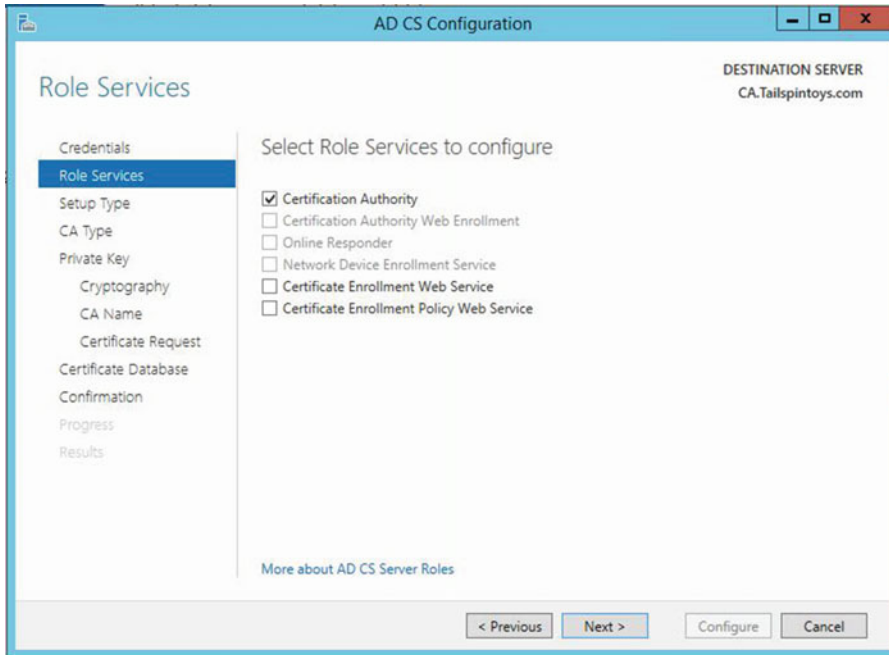 AD CS Configuration
Role Services
DESTINATION SERVER
CA.Tailspintoys.com
Credentials
Role Services
Setup Type
CA Type
Private Key
Cryptography
CA Name
Certificate Request
Certificate Database
Confirmation
Progress
Results
Select Role Services to configure
Certification Authority
Certification Authority Web Enrollment
Online Responder
Network Device Enrollment Service
Certificate Enrollment Web Service
Certificate Enrollment Policy Web Service
More about AD CS Server Roles
< Previous
Next >
Configure
Cancel